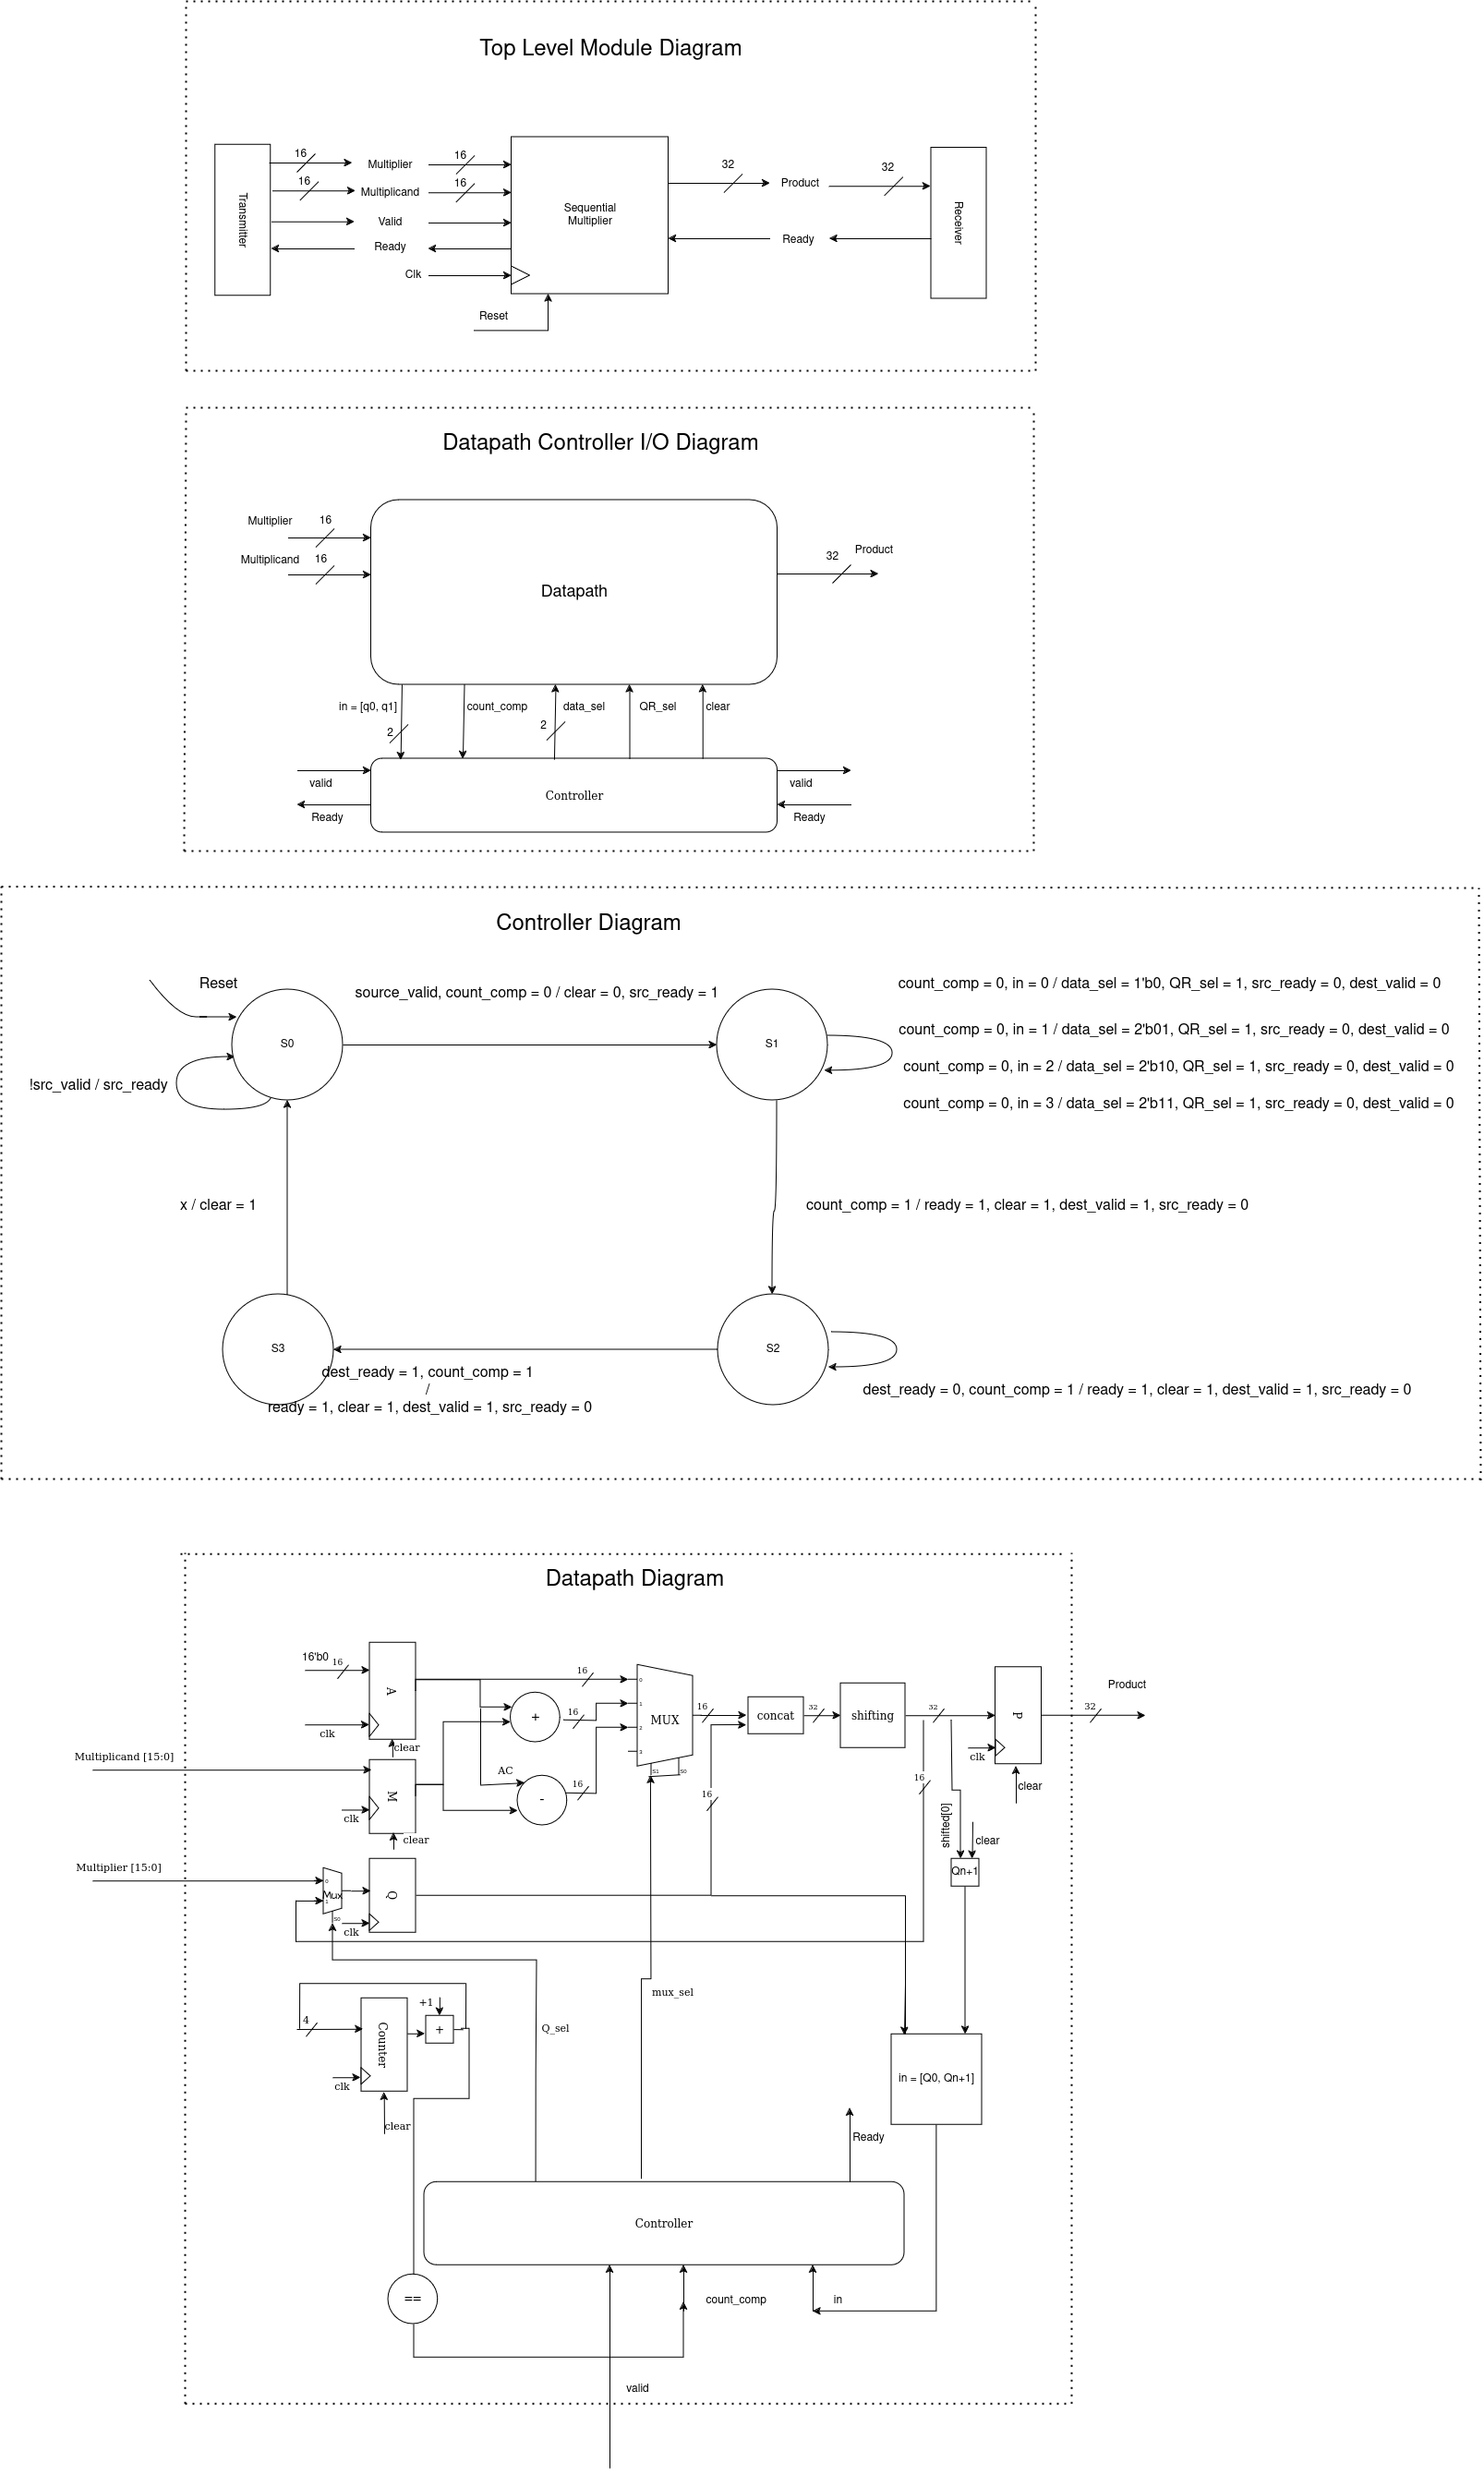 Top Level Module Diagram
16
16
Transmitter
Multiplier
Multiplicand
Valid
Ready
Clk
16
16
Reset
Sequential
Multiplier
32
Product
32
Ready
Receiver
Datapath Controller I/O Diagram
Multiplier
16
Multiplicand
16
Datapath
32
Product
in = [q0, q1]
2
count_comp
2
data_sel
QR_sel
clear
valid
Ready
Controller
valid
Ready
Controller Diagram
Reset
S0
!src_valid / src_ready
source_valid, count_comp = 0 / clear = 0, src_ready = 1
S1
count_comp = 0, in = 0 / data_sel = 1'b0, QR_sel = 1, src_ready = 0, dest_valid = 0
count_comp = 0, in = 1 / data_sel = 2'b01, QR_sel = 1, src_ready = 0, dest_valid = 0
count_comp = 0, in = 2 / data_sel = 2'b10, QR_sel = 1, src_ready = 0, dest_valid = 0
count_comp = 0, in = 3 / data_sel = 2'b11, QR_sel = 1, src_ready = 0, dest_valid = 0
x / clear = 1
count_comp = 1 / ready = 1, clear = 1, dest_valid = 1, src_ready = 0
S3
S2
dest_ready = 1, count_comp = 1
/
ready = 1, clear = 1, dest_valid = 1, src_ready = 0
dest_ready = 0, count_comp = 1 / ready = 1, clear = 1, dest_valid = 1, src_ready = 0
Datapath Diagram
16'b0
16
A
clk
clear
Multiplicand [15:0]
M
clk
clear
+
AC
-
16
16
16
0
1
2
3
MUX
S1
S0
16
16
concat
32
shifting
32
16
P
clk
clear
32
Product
shifted[0]
clear
Qn+1
Multiplier [15:0]
0
Mux
1
S0
Q
clk
4
Counter
+1
+
clk
clear
Q_sel
mux_sel
in = [Q0, Qn+1]
Ready
Controller
==
count_comp
in
valid